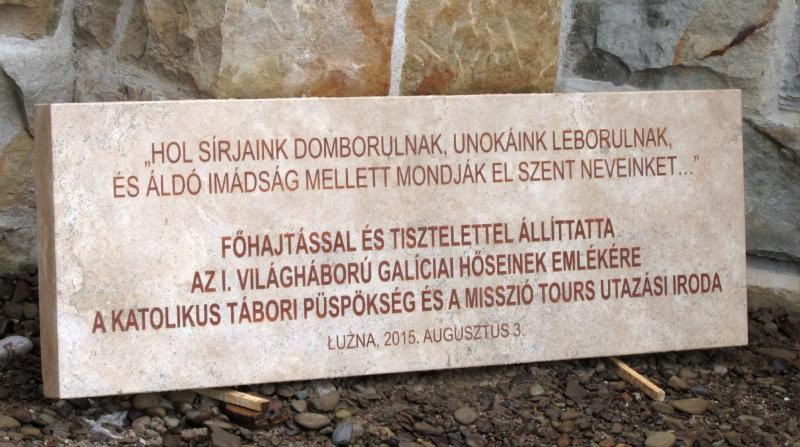 „HOL SÍRJAINK DOMBORULNAK, UNOKÁINK LEBORULNAK,
ÉS ÁLDÓ IMÁDSÁG MELLETT MONDJÁK EL SZENT NEVEINKET...”
FŐHAJTÁSSAL ÉS TISZTELETTEL ÁLLÍTTATTA
AZ I. VILÁGHÁBORÚ GALÍCIAI HŐSEINEK EMLÉKÉRE
A KATOLIKUS TÁBORI PÜSPÖKSÉG ÉS A MISSZIÓ TOURS UTAZÁSI IRODA
ŁUŻNA, 2015. AUGUSZTUS 3.